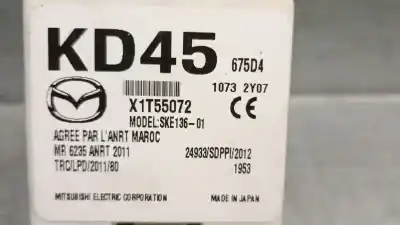 KD45 675D4
1073 2Y07
X1T55072
MODEL:SKE136-01
AGREE PAR L'ANRT MAROC
MR 6235 ANRT 2011 24933/SDPPI/2012
TRC/LPD/2011/80 1953
MITSUBISHI ELECTRIC CORPORATION MADE IN JAPAN